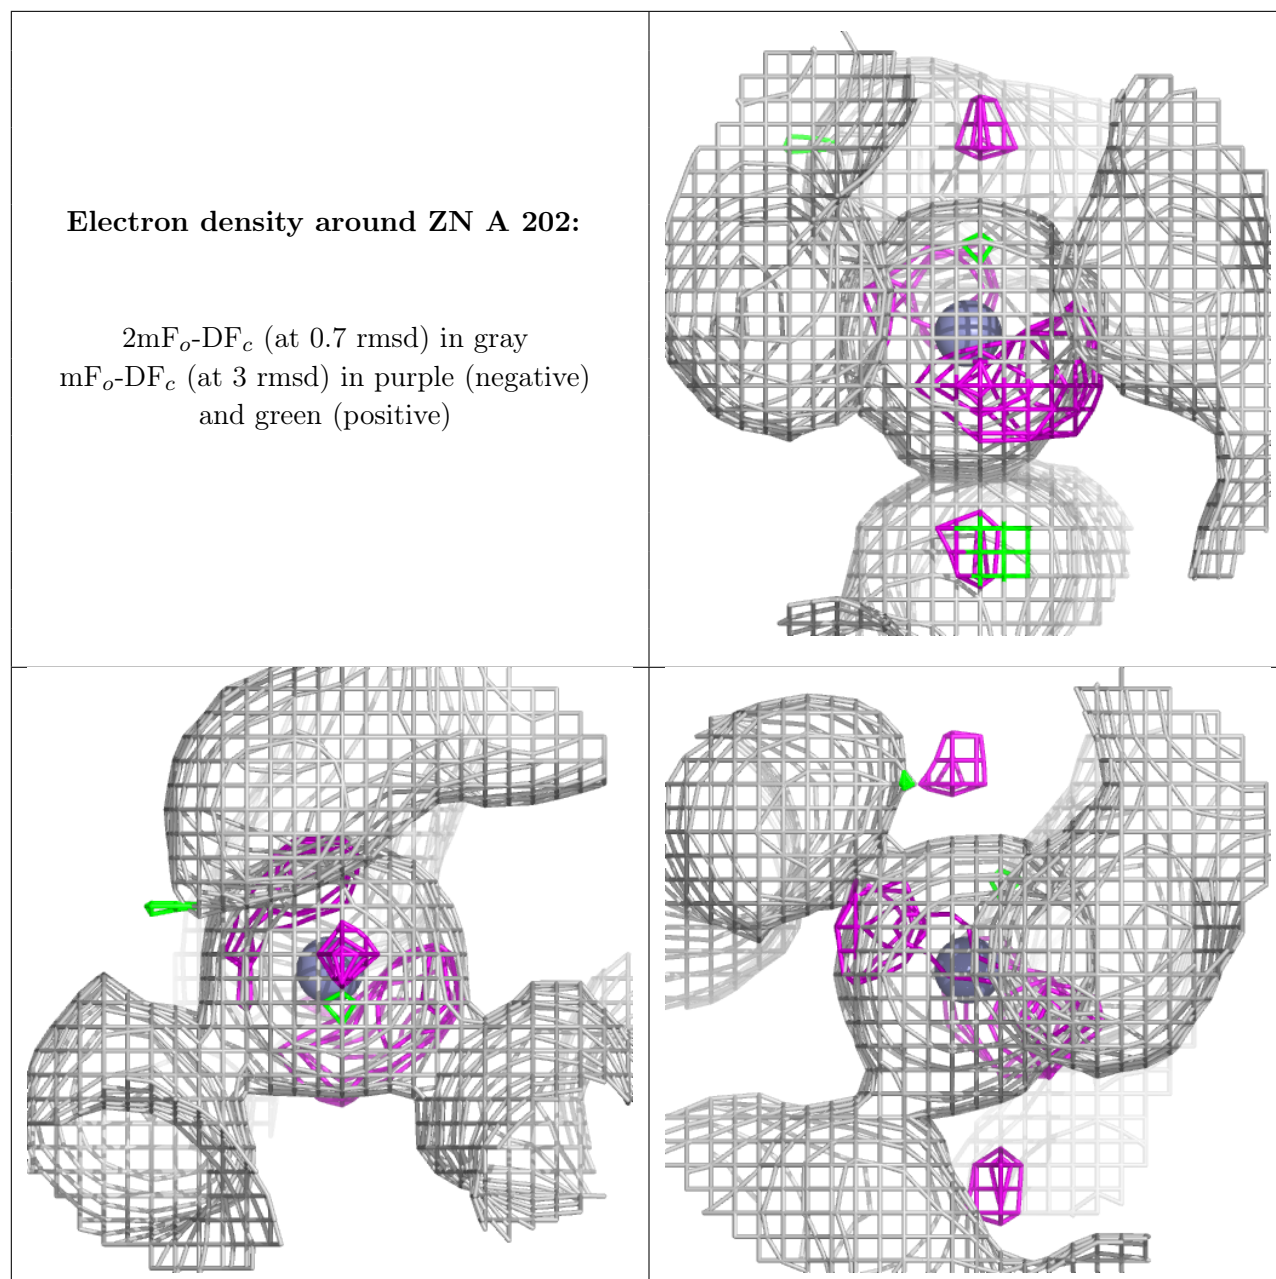 Electron density around ZN A 202:
2mFo-DFc (at 0.7 rmsd) in gray
mFo-DFc (at 3 rmsd) in purple (negative)
and green (positive)